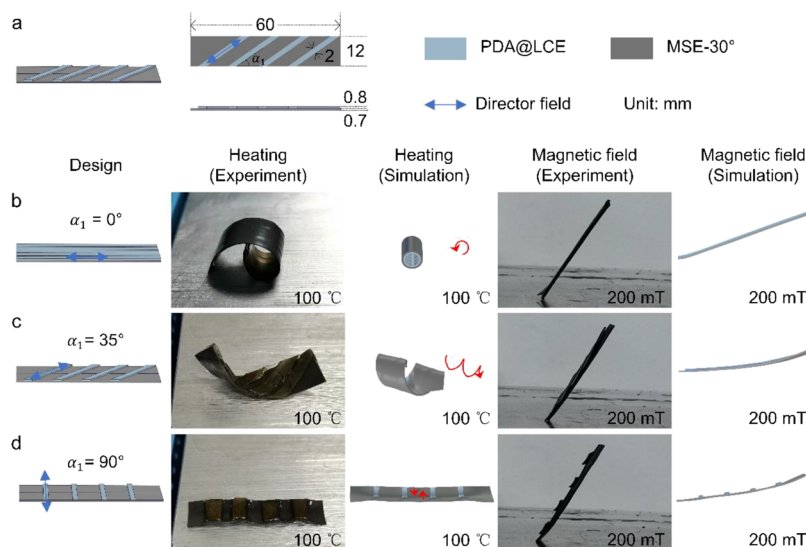 a
60
α₁
2
12
0.8
0.7
PDA@LCE
MSE-30°
Director field
Unit: mm
Design
Heating
(Experiment)
Heating
(Simulation)
Magnetic field
(Experiment)
Magnetic field
(Simulation)
b
α₁ = 0°
100 ℃
100 ℃
200 mT
200 mT
c
α₁ = 35°
100 ℃
100 ℃
200 mT
200 mT
d
α₁ = 90°
100 ℃
100 ℃
200 mT
200 mT